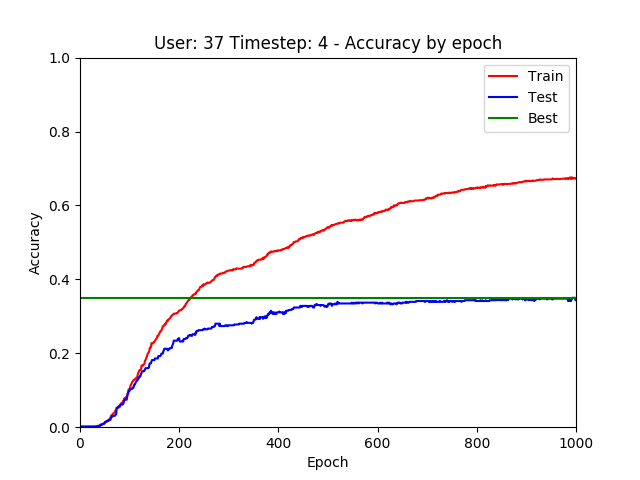 User: 37 Timestep: 4 - Accuracy by epoch
1.0
0.8
0.6
0.4
0.2
0.0
Accuracy
Train
Test
Best
0 200 400 600 800 1000
Epoch